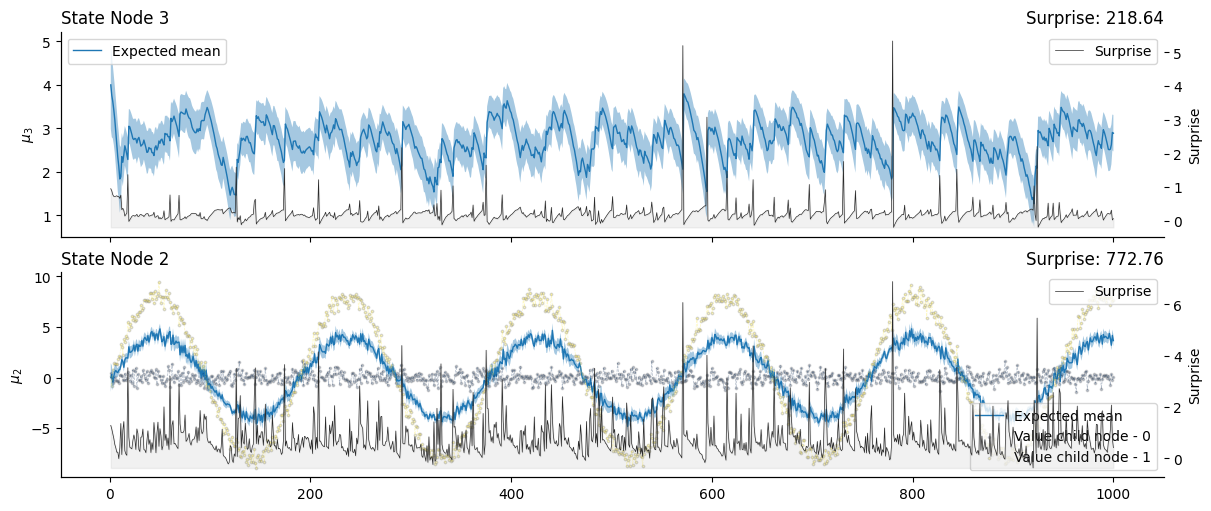 State Node 3
Surprise: 218.64
Expected mean
Surprise
5
4
3
2
1
μ3
5
4
3
2
1
0
Surprise
State Node 2
Surprise: 772.76
Surprise
10
5
0
−5
μ2
6
4
2
0
Surprise
Expected mean
Value child node - 0
Value child node - 1
0
200
400
600
800
1000